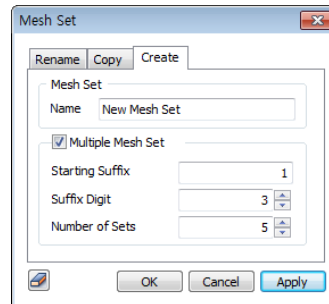 Mesh Set
Rename Copy Create
Mesh Set
Name New Mesh Set
Multiple Mesh Set
Starting Suffix 1
Suffix Digit 3
Number of Sets 5
OK Cancel Apply